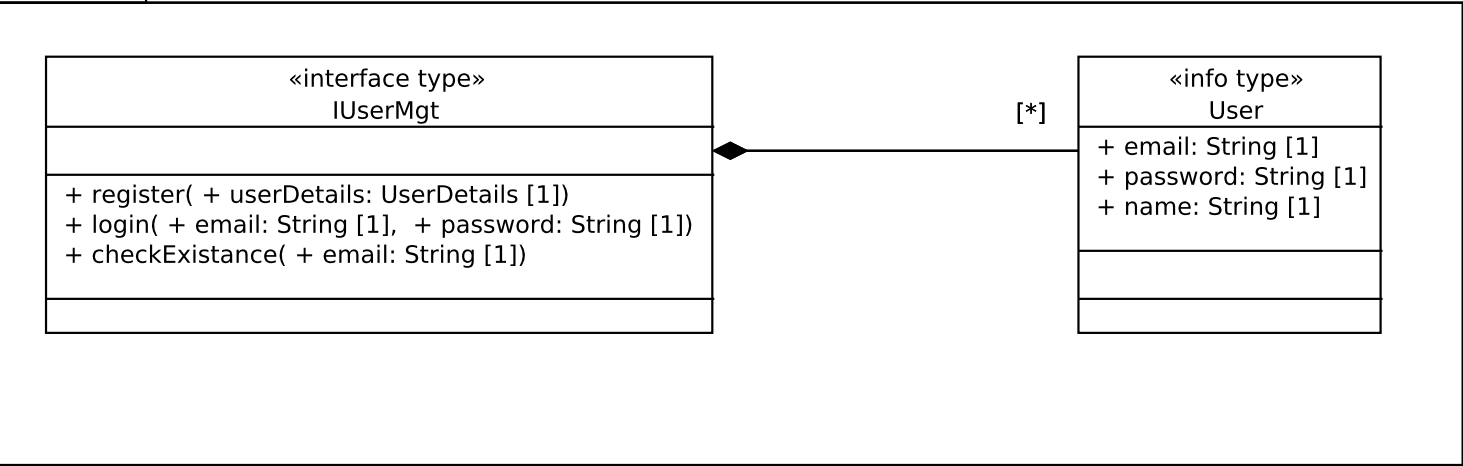 «interface type»
IUserMgt
+ register( + userDetails: UserDetails [1])
+ login( + email: String [1],  + password: String [1])
+ checkExistance( + email: String [1])
[*]
«info type»
User
+ email: String [1]
+ password: String [1]
+ name: String [1]